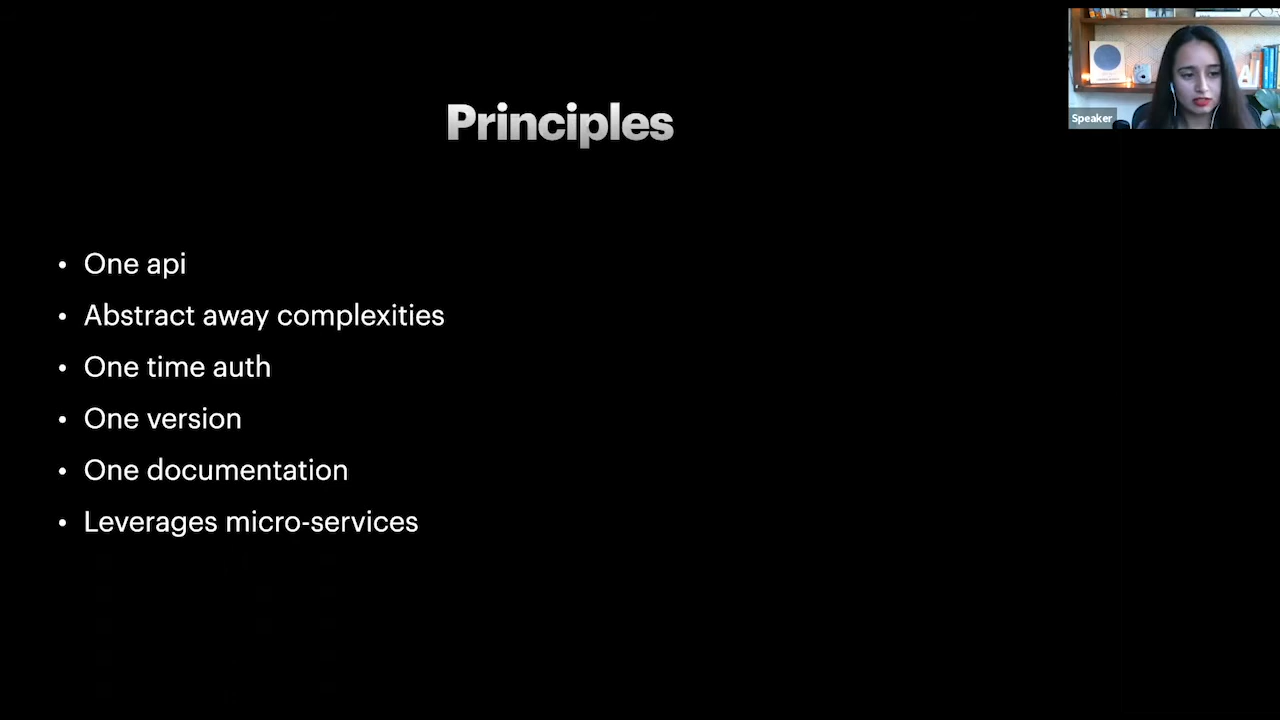 Principles
Speaker
• One api
• Abstract away complexities
• One time auth
• One version
• One documentation
• Leverages micro-services